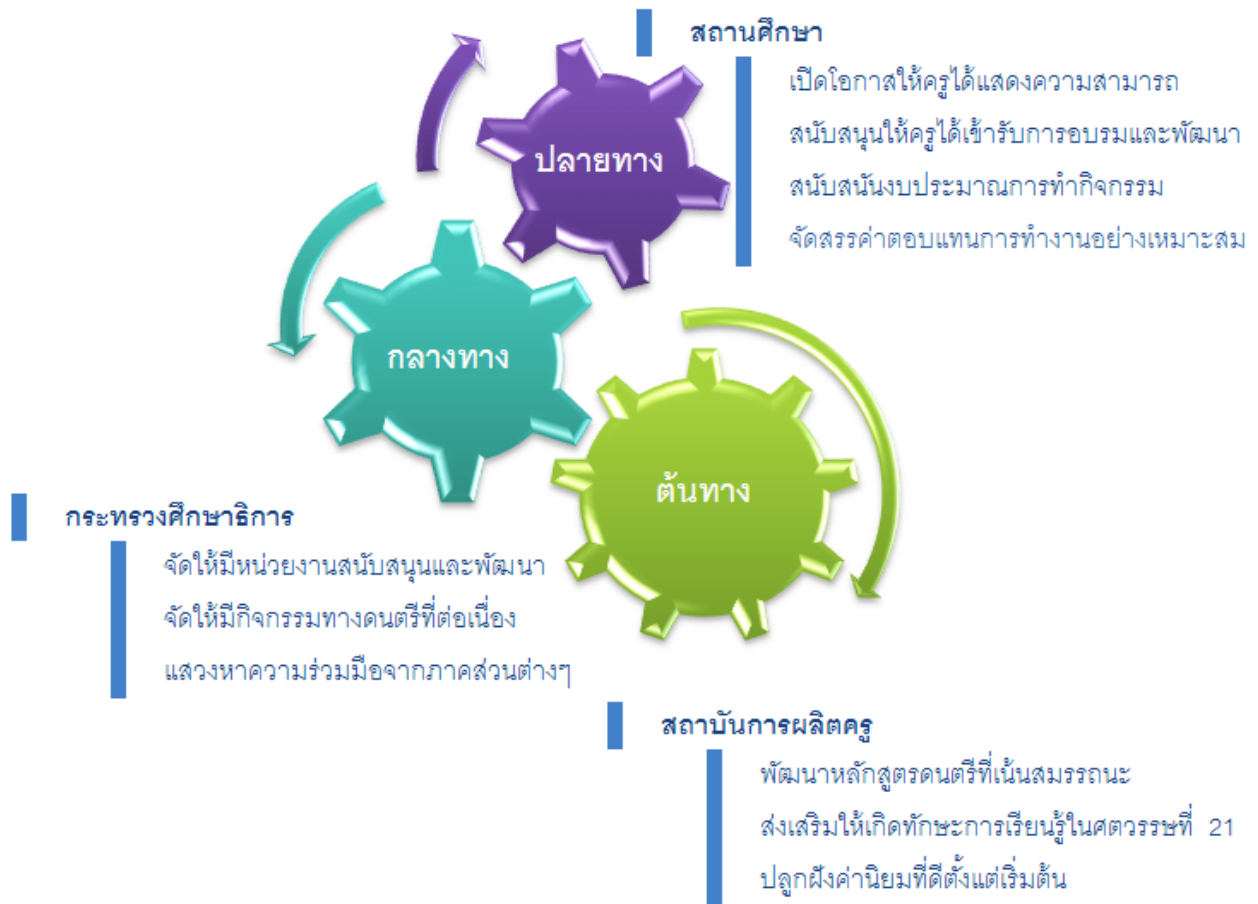 สถานศึกษา
เปิดโอกาสให้ครูได้แสดงความสามารถ
สนับสนุนให้ครูได้เข้ารับการอบรมและพัฒนา
สนับสนันงบประมาณการทำกิจกรรม
จัดสรรค่าตอบแทนการทำงานอย่างเหมาะสม
ปลายทาง
กลางทาง
ต้นทาง
กระทรวงศึกษาธิการ
จัดให้มีหน่วยงานสนับสนุนและพัฒนา
จัดให้มีกิจกรรมทางดนตรีที่ต่อเนื่อง
แสวงหาความร่วมมือจากภาคส่วนต่างๆ
สถาบันการผลิตครู
พัฒนาหลักสูตรดนตรีที่เน้นสมรรถนะ
ส่งเสริมให้เกิดทักษะการเรียนรู้ในศตวรรษที่ 21
ปลูกฝังค่านิยมที่ดีตั้งแต่เริ่มต้น